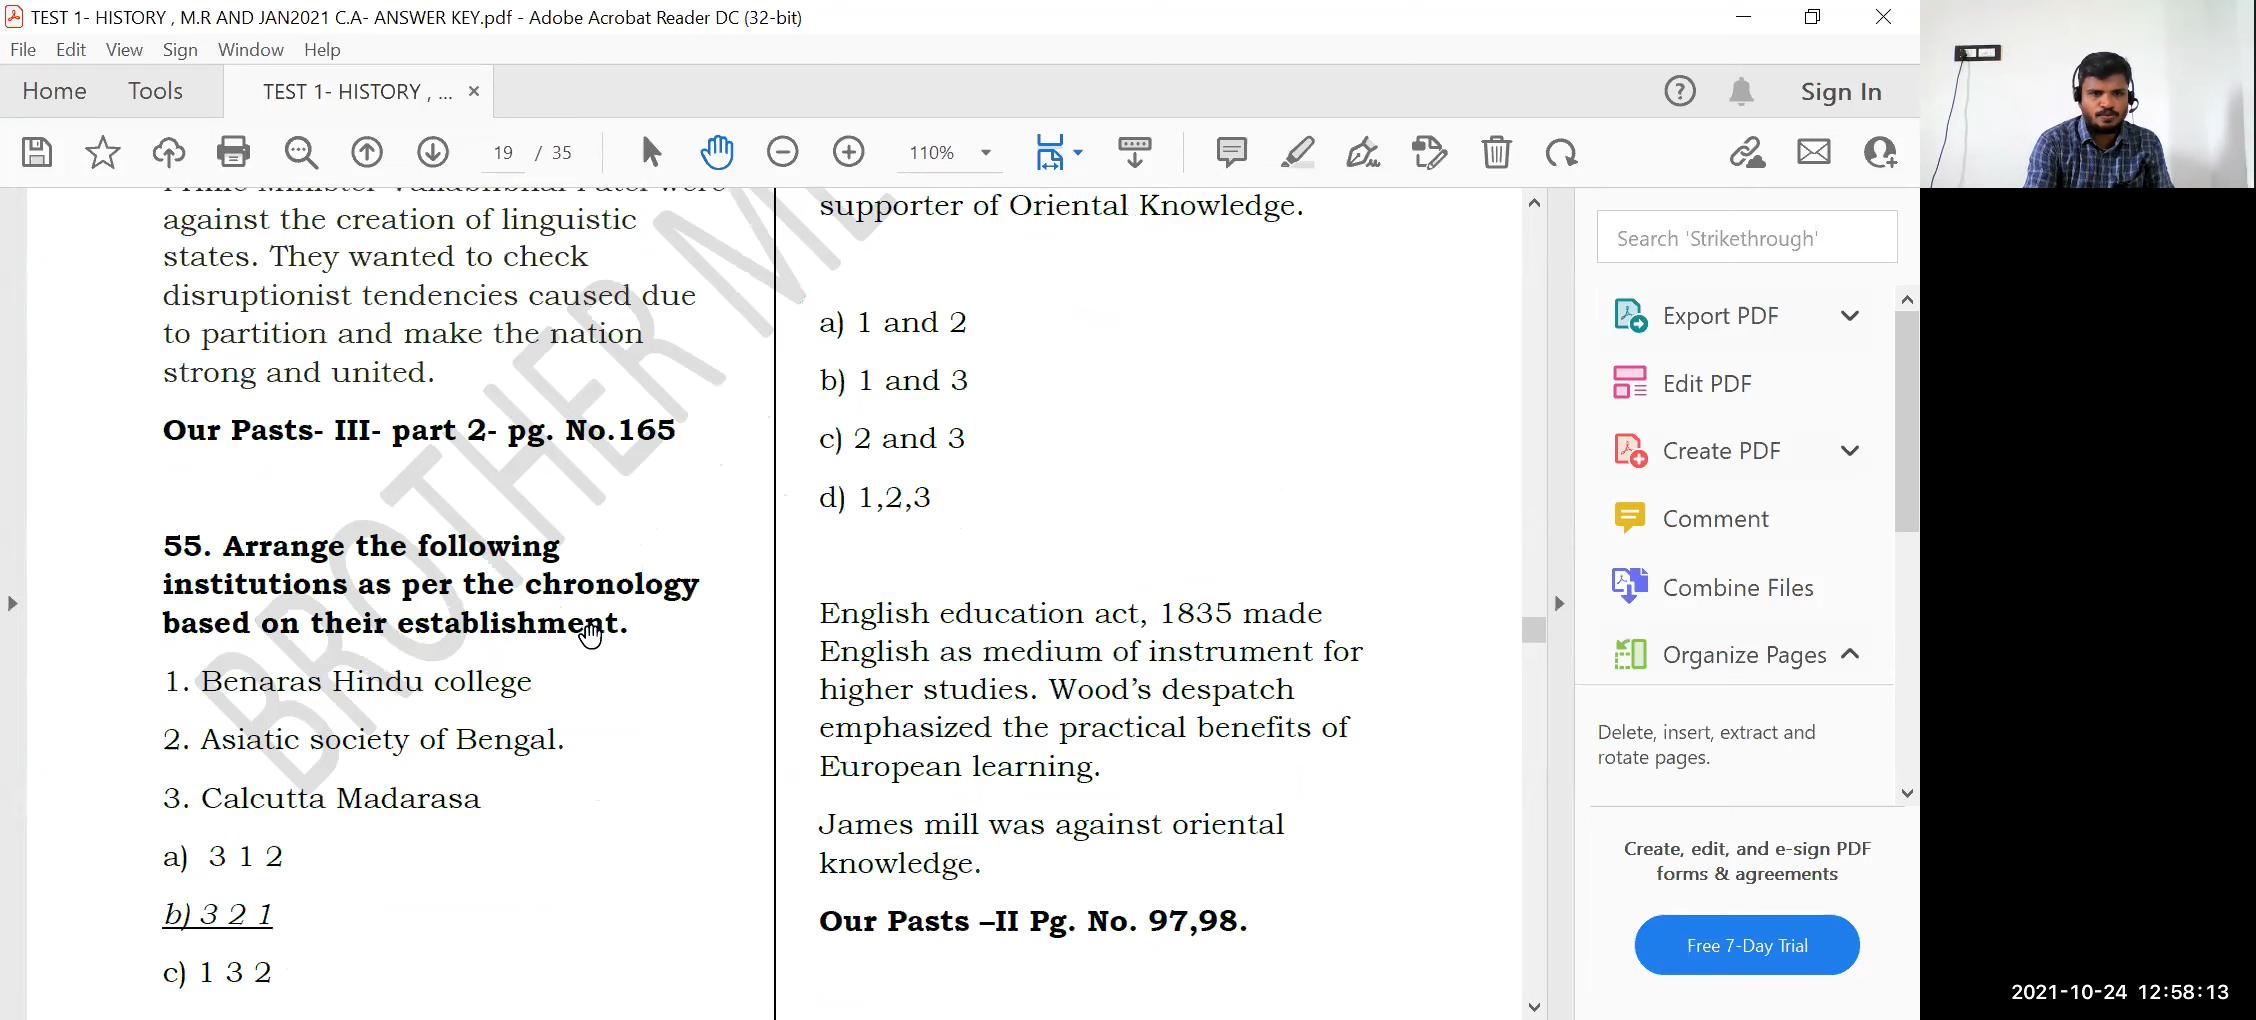 TEST 1- HISTORY , M.R AND JAN2021 C.A- ANSWER KEY.pdf - Adobe Acrobat Reader DC (32-bit)
File Edit View Sign Window Help
Home Tools TEST 1- HISTORY , ... × Sign In
19 / 35 110%
against the creation of linguistic
states. They wanted to check
disruptionist tendencies caused due
to partition and make the nation
strong and united.
Our Pasts- III- part 2- pg. No.165
55. Arrange the following
institutions as per the chronology
based on their establishment.
1. Benaras Hindu college
2. Asiatic society of Bengal.
3. Calcutta Madarasa
a) 3 1 2
b) 3 2 1
c) 1 3 2
supporter of Oriental Knowledge.
a) 1 and 2
b) 1 and 3
c) 2 and 3
d) 1,2,3
English education act, 1835 made
English as medium of instrument for
higher studies. Wood's despatch
emphasized the practical benefits of
European learning.
James mill was against oriental
knowledge.
Our Pasts –II Pg. No. 97,98.
BROTHER ME
Search 'Strikethrough'
Export PDF
Edit PDF
Create PDF
Comment
Combine Files
Organize Pages
Delete, insert, extract and
rotate pages.
Create, edit, and e-sign PDF
forms & agreements
Free 7-Day Trial
2021-10-24 12:58:13